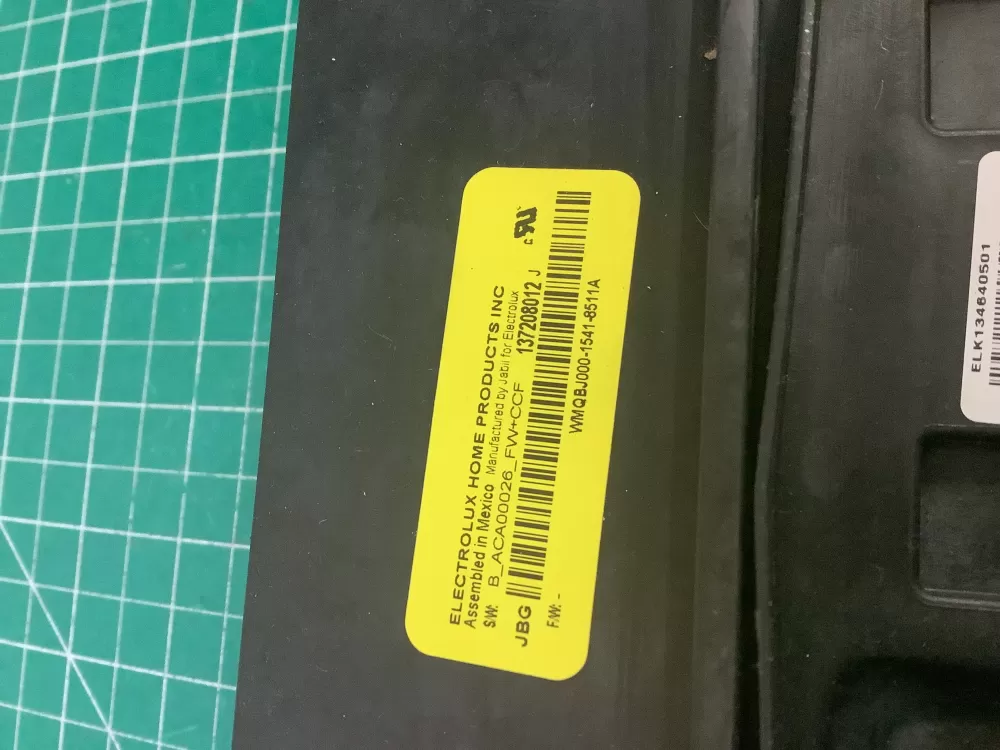 ELECTROLUX HOME PRODUCTS INC
Assembled in Mexico Manufactured by Jabil for Electrolux
S/W: B_ACA00026_FW+CCF 137208012 J
JBG
F/W: - WMQBJ000-1541-8511A
ELK134640501